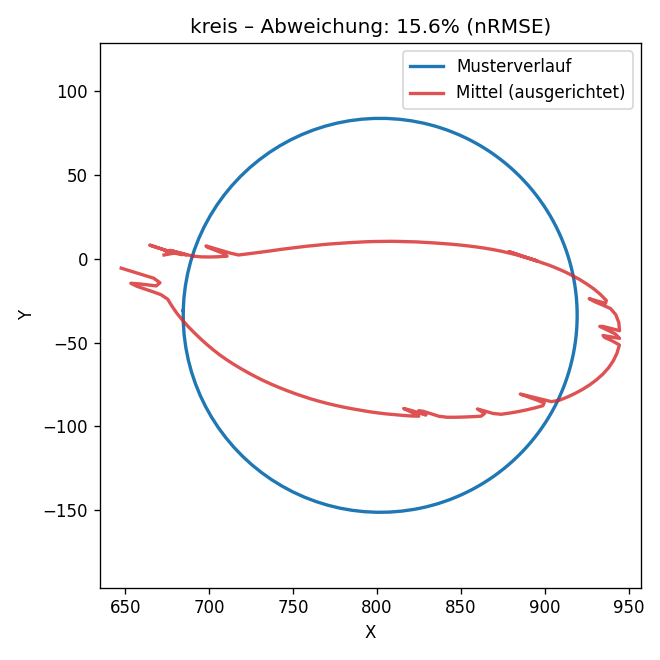 kreis – Abweichung: 15.6% (nRMSE)
Musterverlauf
Mittel (ausgerichtet)
100
50
0
−50
−100
−150
Y
650 700 750 800 850 900 950
X